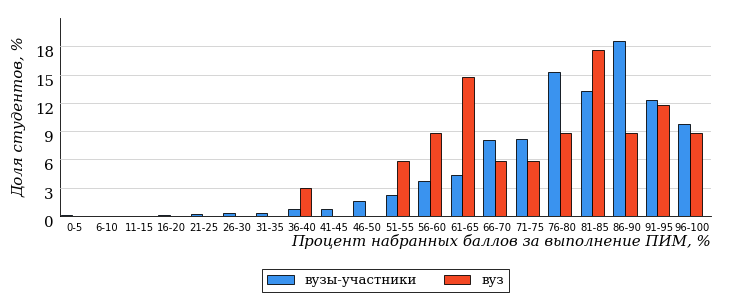 Доля студентов, %
18
15
12
9
6
3
0
0-5 6-10 11-15 16-20 21-25 26-30 31-35 36-40 41-45 46-50 51-55 56-60 61-65 66-70 71-75 76-80 81-85 86-90 91-95 96-100
Процент набранных баллов за выполнение ПИМ, %
вузы-участники вуз